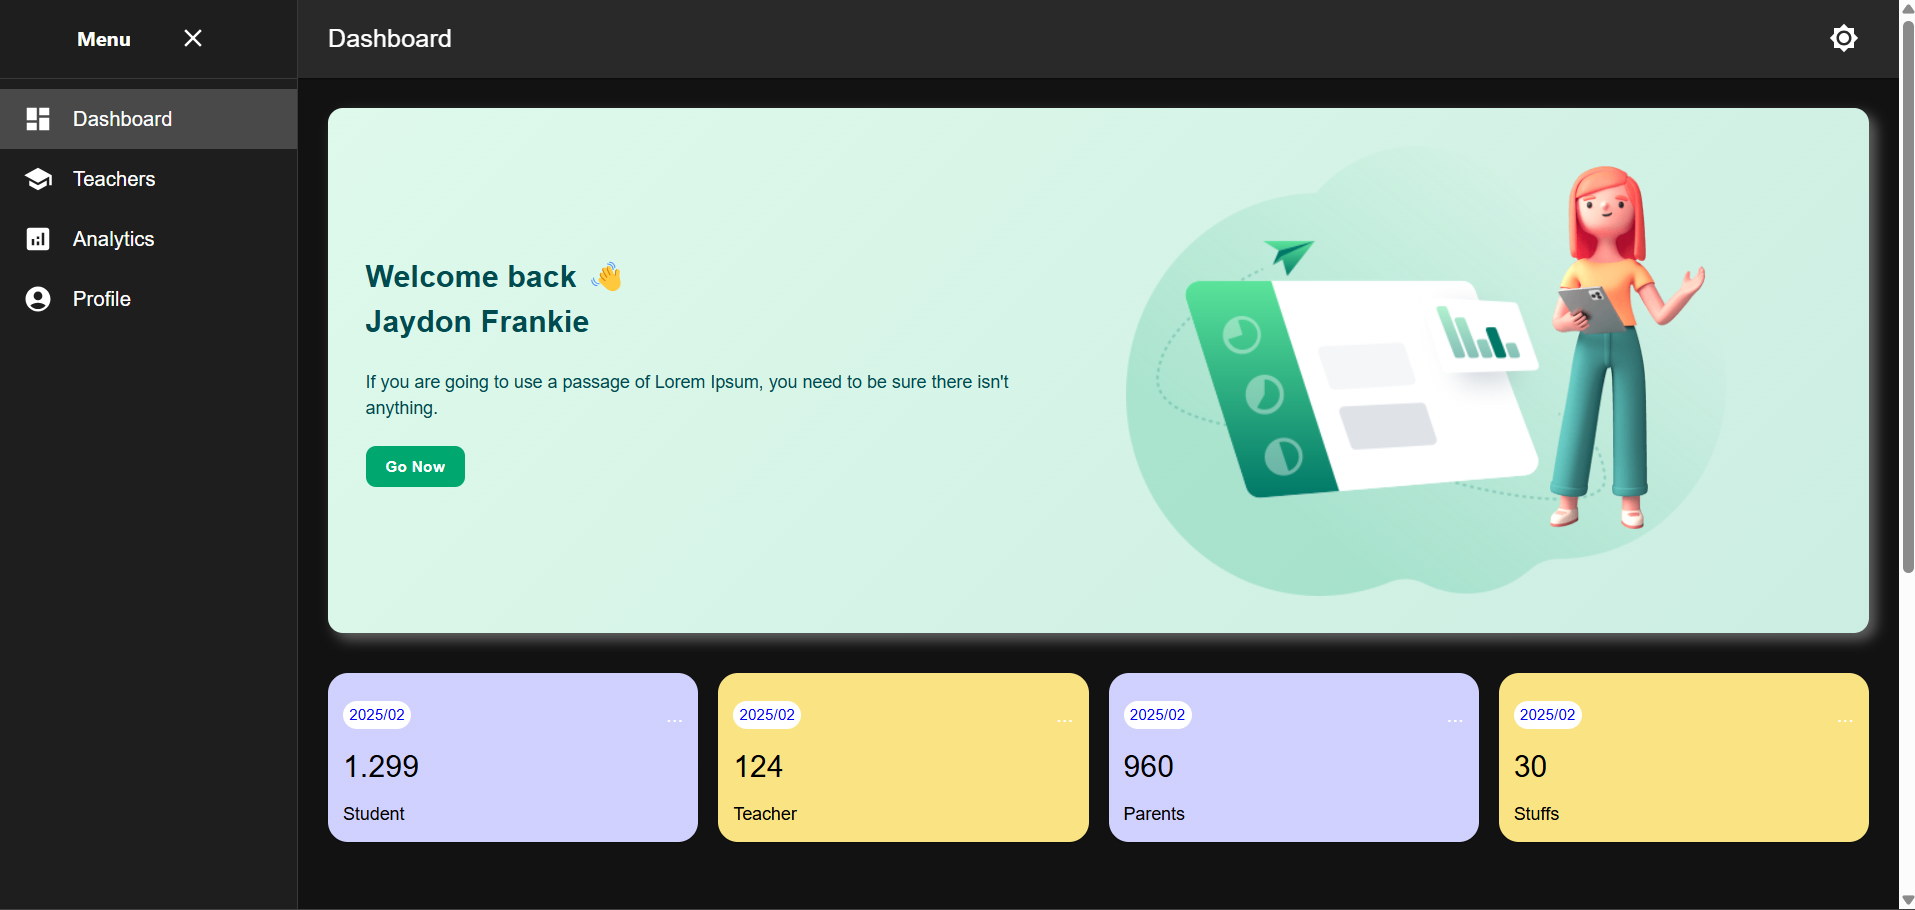 Menu
Dashboard
Dashboard
Teachers
Analytics
Profile
Welcome back 👋
Jaydon Frankie
If you are going to use a passage of Lorem Ipsum, you need to be sure there isn't
anything.
Go Now
2025/02
...
1.299
Student
2025/02
...
124
Teacher
2025/02
...
960
Parents
2025/02
...
30
Stuffs